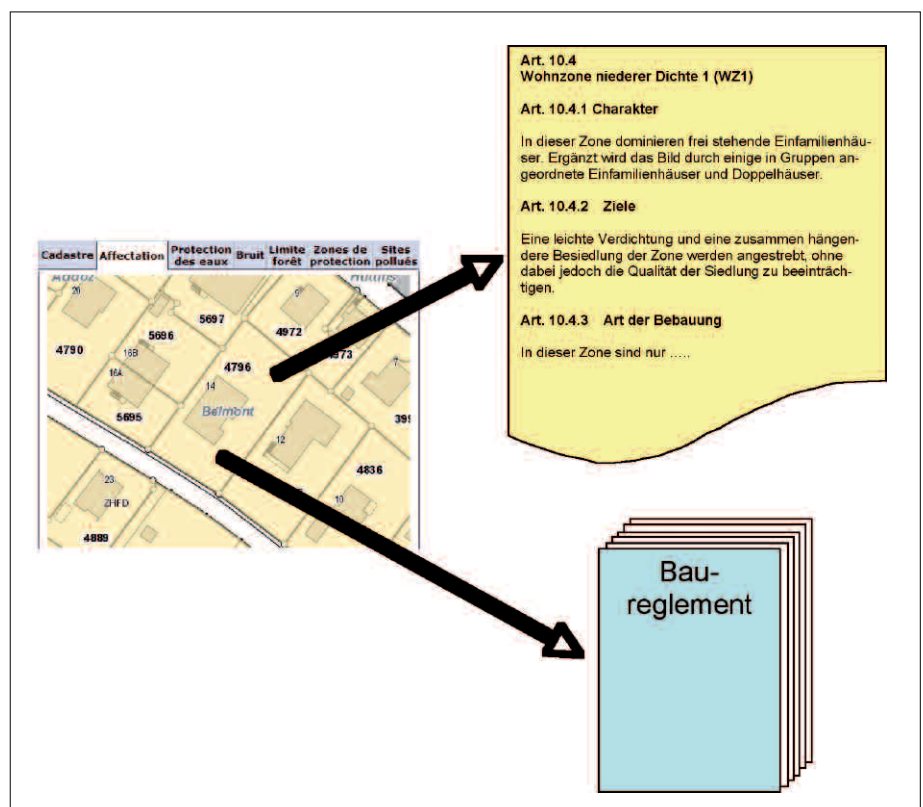 Art. 10.4
Wohnzone niederer Dichte 1 (WZ1)
Art. 10.4.1 Charakter
In dieser Zone dominieren frei stehende Einfamilienhäu-
ser. Ergänzt wird das Bild durch einige in Gruppen an-
geordnete Einfamilienhäuser und Doppelhäuser.
Art. 10.4.2 Ziele
Eine leichte Verdichtung und eine zusammen hängen-
dere Besiedlung der Zone werden angestrebt, ohne
dabei jedoch die Qualität der Siedlung zu beeinträch-
tigen.
Art. 10.4.3 Art der Bebauung
In dieser Zone sind nur .....
Cadastre Affectation Protection des eaux Bruit Limite forêt Zones de protection Sites pollués
26
5697
9
4972
5696
4790
16B
4796
4973
7
16A
14
5695
Belmont
399
12
4836
23
10
ZHFD
4889
Bau-
reglement